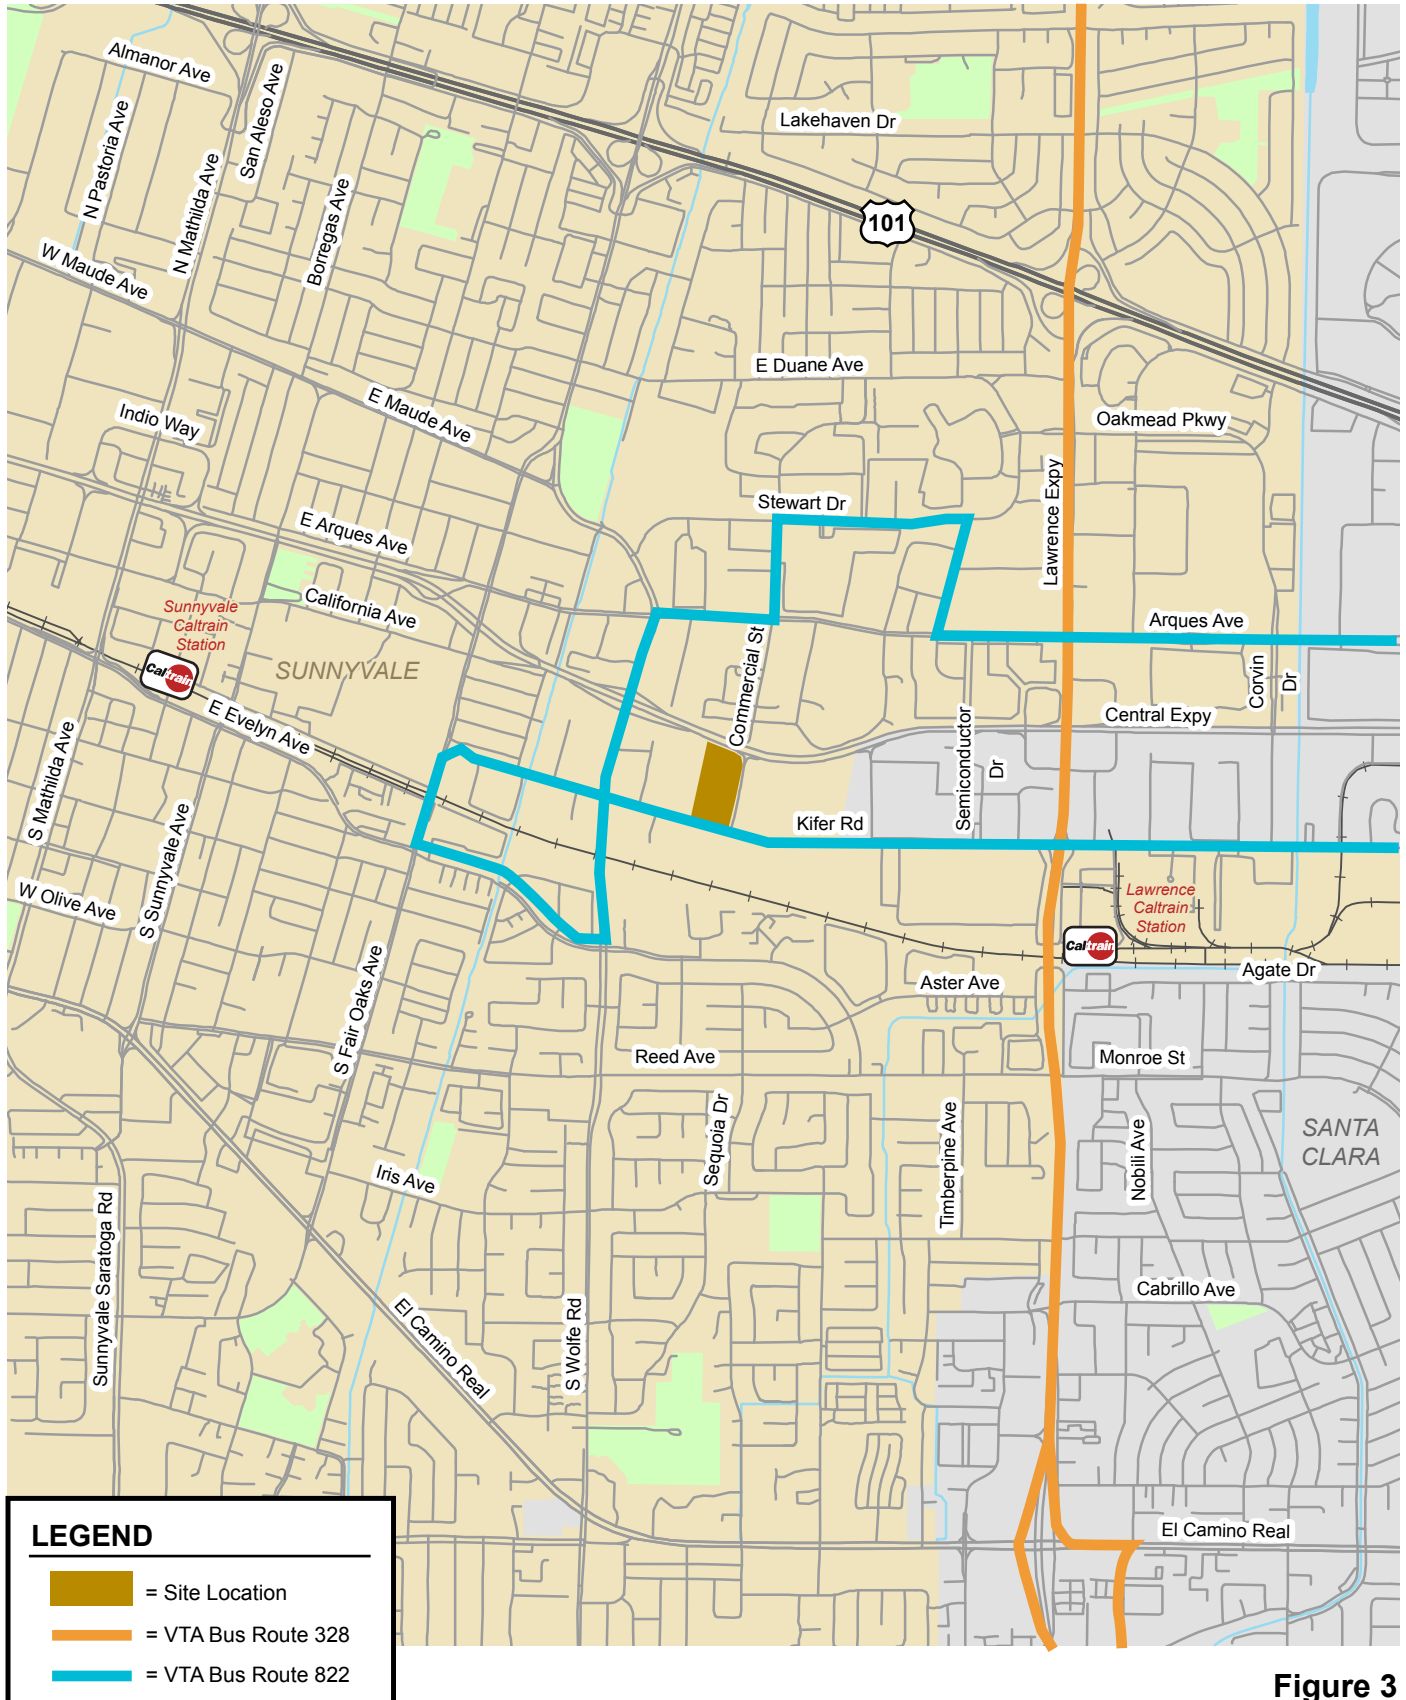 Almanor Ave
San Aleso Ave
N Pastoria Ave
N Mathilda Ave
Borregas Ave
Lakehaven Dr
101
W Maude Ave
E Duane Ave
E Maude Ave
Indio Way
Oakmead Pkwy
Lawrence Expy
Stewart Dr
E Arques Ave
California Ave
Sunnyvale
Caltrain
Station
Caltrain
SUNNYVALE
Arques Ave
Commercial St
Corvin
Dr
Central Expy
E Evelyn Ave
Semiconductor
Dr
S Mathilda Ave
S Sunnyvale Ave
Kifer Rd
W Olive Ave
Lawrence
Caltrain
Station
Caltrain
Agate Dr
Aster Ave
S Fair Oaks Ave
Reed Ave
Monroe St
Sequoia Dr
Timberpine Ave
Nobili Ave
SANTA
CLARA
Iris Ave
Sunnyvale Saratoga Rd
El Camino Real
S Wolfe Rd
Cabrillo Ave
El Camino Real
LEGEND
= Site Location
= VTA Bus Route 328
= VTA Bus Route 822
Figure 3